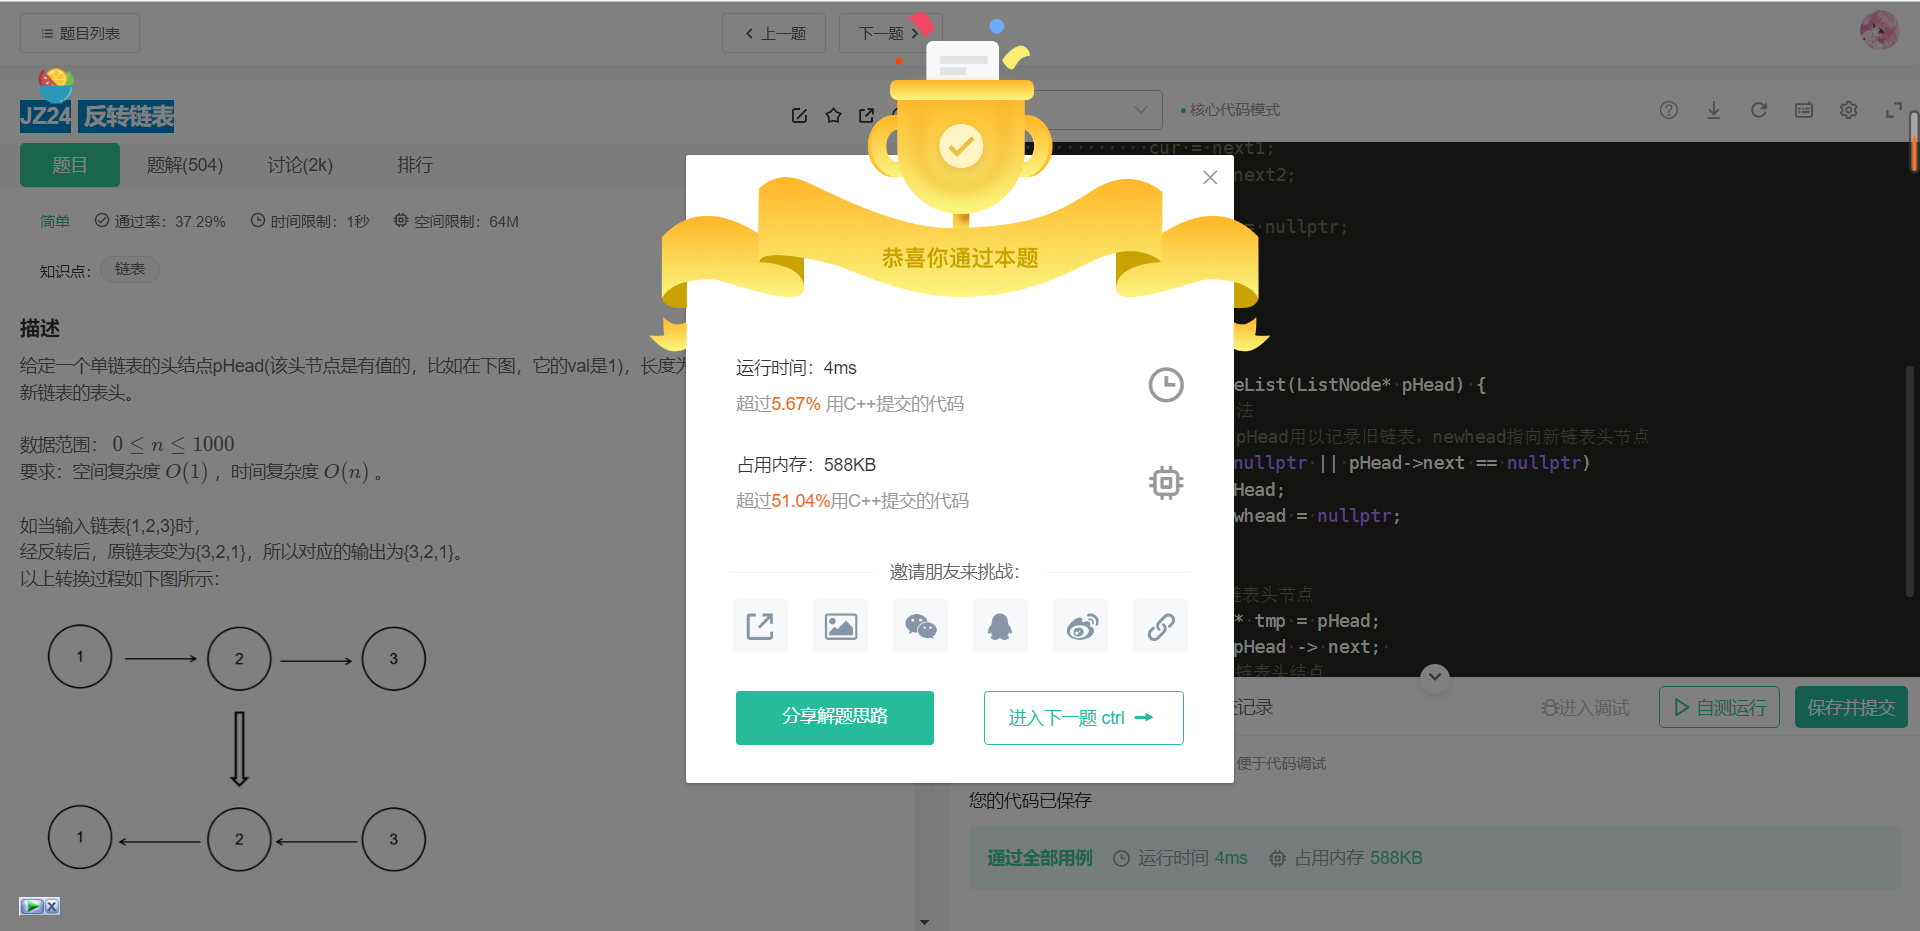 题目列表
上一题
下一题
JZ24 反转链表
核心代码模式
题目
题解(504)
讨论(2k)
排行
简单
通过率：37.29%
时间限制：1秒
空间限制：64M
知识点：
链表
描述
给定一个单链表的头结点pHead(该头节点是有值的，比如在下图，它的val是1)，长度为
新链表的表头。
数据范围： 0 ≤ n ≤ 1000
要求：空间复杂度 O(1) ，时间复杂度 O(n) 。
如当输入链表{1,2,3}时，
经反转后，原链表变为{3,2,1}，所以对应的输出为{3,2,1}。
以上转换过程如下图所示：
1
2
3
1
2
3
恭喜你通过本题
运行时间：4ms
超过5.67% 用C++提交的代码
占用内存：588KB
超过51.04%用C++提交的代码
邀请朋友来挑战：
分享解题思路
进入下一题 ctrl
cur = next1;
next2;
= nullptr;
eList(ListNode* pHead) {
法
pHead用以记录旧链表，newhead指向新链表头节点
nullptr || pHead->next == nullptr)
Head;
whead = nullptr;
链表头节点
* tmp = pHead;
pHead -> next;
链表头结点
记录
进入调试
自测运行
保存并提交
便于代码调试
您的代码已保存
通过全部用例
运行时间 4ms
占用内存 588KB